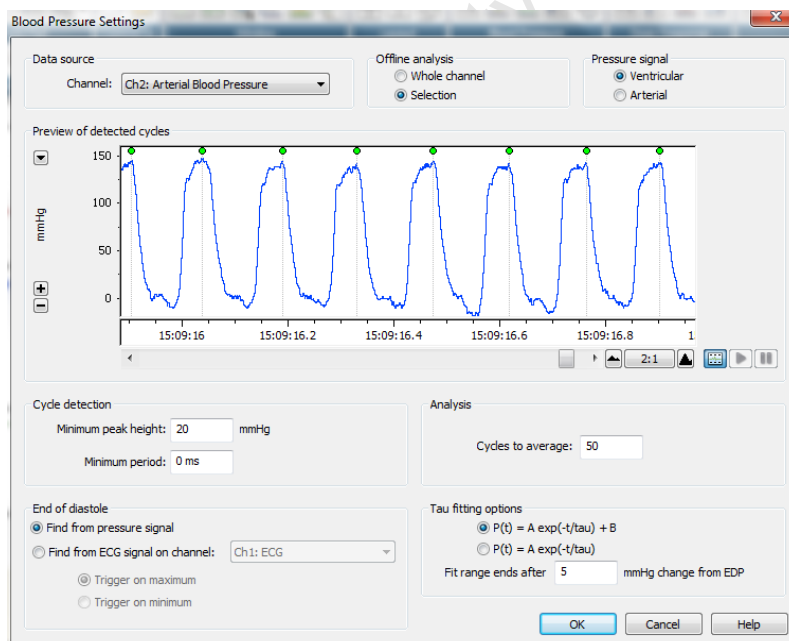 Blood Pressure Settings
x
Data source
Channel: Ch2: Arterial Blood Pressure
Offline analysis
Whole channel
Selection
Pressure signal
Ventricular
Arterial
Preview of detected cycles
150
100
50
0
mmHg
15:09:16 15:09:16.2 15:09:16.4 15:09:16.6 15:09:16.8 1
2:1
Cycle detection
Minimum peak height: 20 mmHg
Minimum period: 0 ms
Analysis
Cycles to average: 50
End of diastole
Find from pressure signal
Find from ECG signal on channel: Ch1: ECG
Trigger on maximum
Trigger on minimum
Tau fitting options
P(t) = A exp(-t/tau) + B
P(t) = A exp(-t/tau)
Fit range ends after 5 mmHg change from EDP
OK Cancel Help